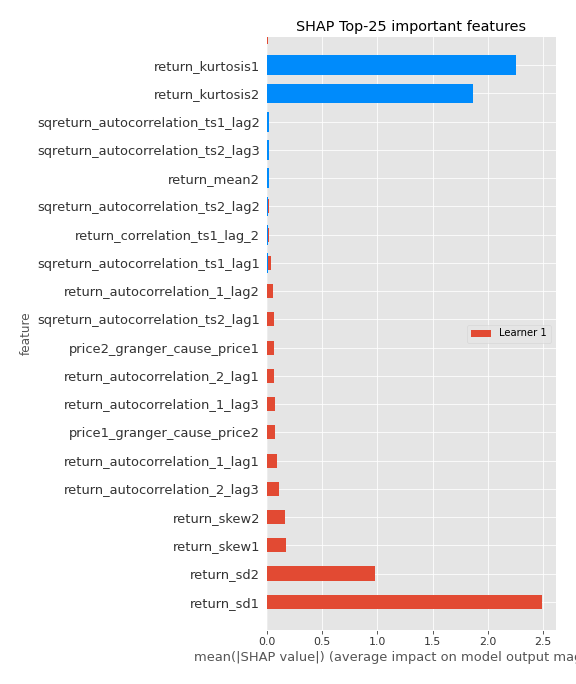 SHAP Top-25 important features
return_kurtosis1
return_kurtosis2
sqreturn_autocorrelation_ts1_lag2
sqreturn_autocorrelation_ts2_lag3
return_mean2
sqreturn_autocorrelation_ts2_lag2
return_correlation_ts1_lag_2
sqreturn_autocorrelation_ts1_lag1
return_autocorrelation_1_lag2
sqreturn_autocorrelation_ts2_lag1
price2_granger_cause_price1
return_autocorrelation_2_lag1
return_autocorrelation_1_lag3
price1_granger_cause_price2
return_autocorrelation_1_lag1
return_autocorrelation_2_lag3
return_skew2
return_skew1
return_sd2
return_sd1
feature
Learner 1
0.0 0.5 1.0 1.5 2.0 2.5
mean(|SHAP value|) (average impact on model output mag